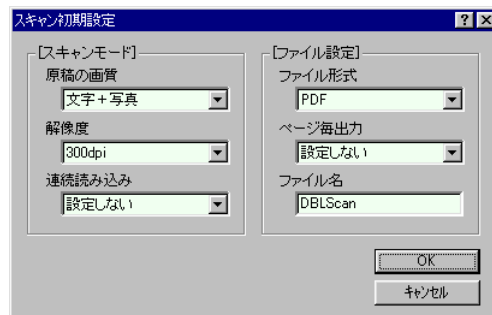 スキャン初期設定
[スキャンモード]
原稿の画質
文字+写真
解像度
300dpi
連続読み込み
設定しない
[ファイル設定]
ファイル形式
PDF
ページ毎出力
設定しない
ファイル名
DBLScan
OK
キャンセル